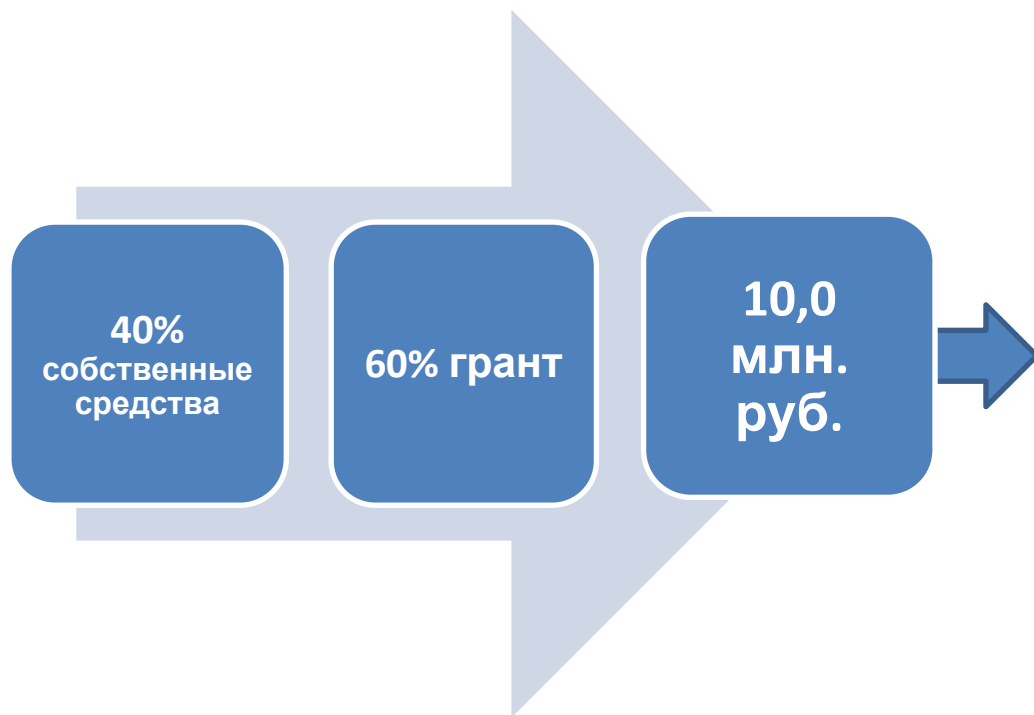 40%
собственные
средства
60% грант
10,0
млн.
руб.